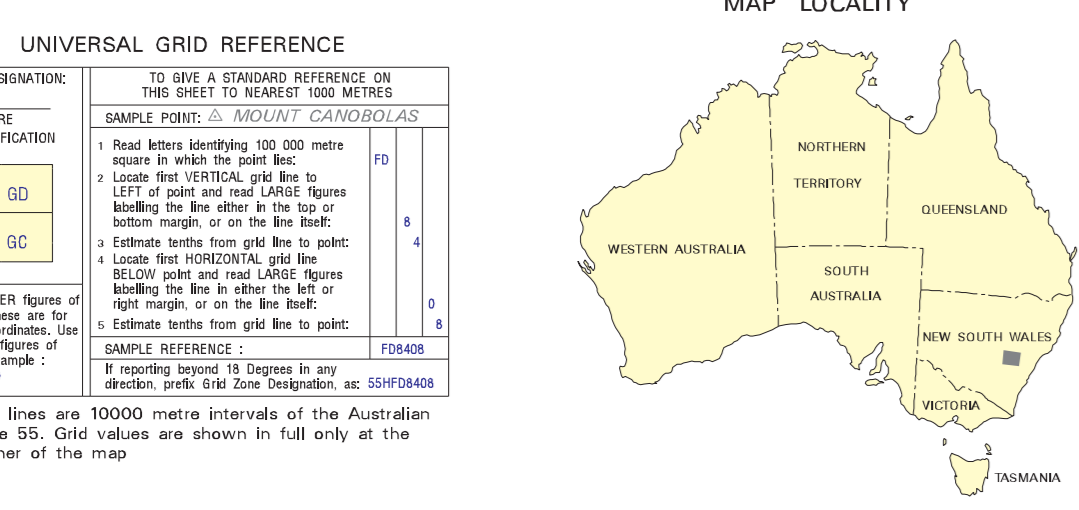 MAP LOCALITY
UNIVERSAL GRID REFERENCE
SIGNATION:
RE
FICATION
GD
GC
ER figures of
nese are for
ordinates. Use
figures of
ample :
TO GIVE A STANDARD REFERENCE ON
THIS SHEET TO NEAREST 1000 METRES
SAMPLE POINT: MOUNT CANOBOLAS
1 Read letters identifying 100 000 metre
square in which the point lies: FD
2 Locate first VERTICAL grid line to
LEFT of point and read LARGE figures
labelling the line either in the top or
bottom margin, or on the line itself: 8
3 Estimate tenths from grid line to point: 4
4 Locate first HORIZONTAL grid line
BELOW point and read LARGE figures
labelling the line in either the left or
right margin, or on the line itself: 0
5 Estimate tenths from grid line to point: 8
SAMPLE REFERENCE : FD8408
If reporting beyond 18 Degrees in any
direction, prefix Grid Zone Designation, as: 55HFD8408
lines are 10000 metre intervals of the Australian
e 55. Grid values are shown in full only at the
ner of the map
NORTHERN
TERRITORY
QUEENSLAND
WESTERN AUSTRALIA
SOUTH
AUSTRALIA
NEW SOUTH WALES
VICTORIA
TASMANIA